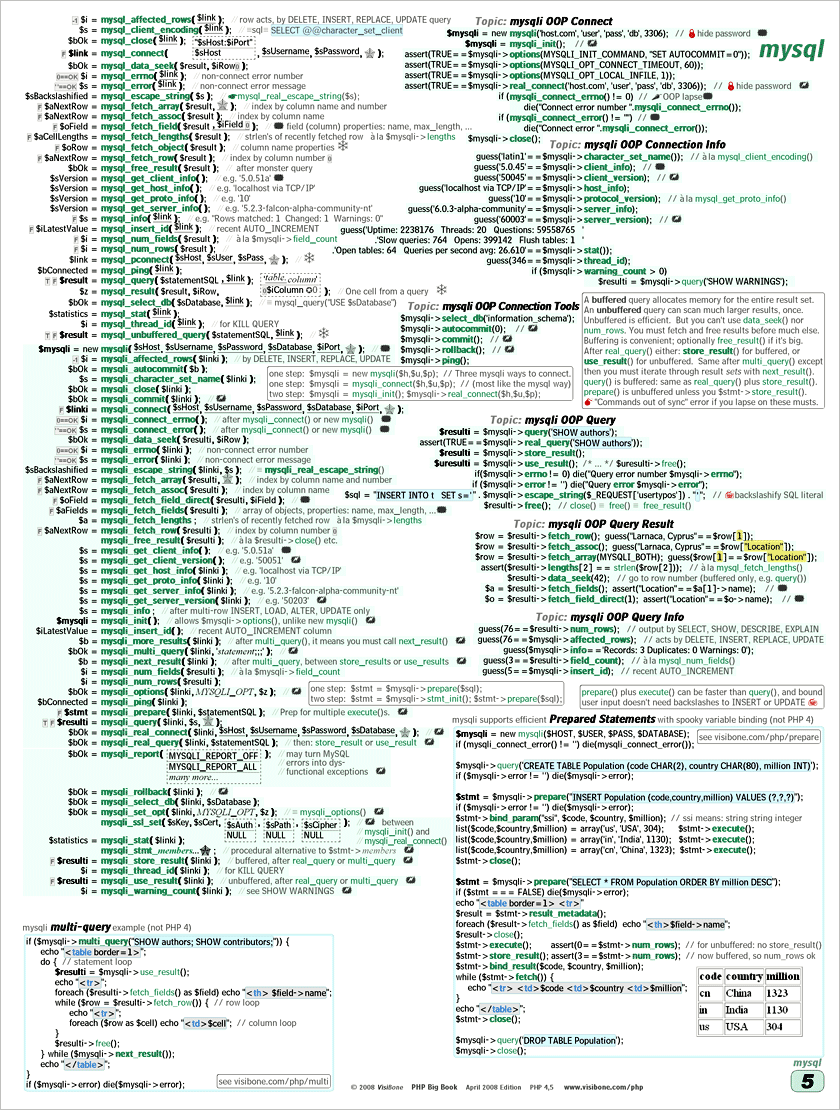 -1 $i = mysql_affected_rows( $link ); // row acts, by DELETE, INSERT, REPLACE, UPDATE query
$s = mysql_client_encoding( $link ); // =sql= SELECT @@character_set_client
$bOk = mysql_close( $link );
F $link = mysql_connect( "$sHost:$iPort" $sHost , $sUsername , $sPassword );
$bOk = mysql_data_seek( $result, $iRow0 );
0==OK $i = mysql_errno( $link ); // non-connect error number
''==OK $s = mysql_error( $link ); // non-connect error message
$sBackslashified = mysql_escape_string( $s ); mysql_real_escape_string($s);
F $aNextRow = mysql_fetch_array( $result ); // index by column name and number
F $aNextRow = mysql_fetch_assoc( $result ); // index by column name
F $oField = mysql_fetch_field( $result, $iField 0 ); field (column) properties: name, max_length, ...
F $aCellLengths = mysql_fetch_lengths( $result ); // strlen's of recently fetched row à la $mysql->lengths
F $oRow = mysql_fetch_object( $result ); // column name properties
F $aNextRow = mysql_fetch_row( $result ); // index by column number 0
$bOk = mysql_free_result( $result ); // after monster query
$sVersion = mysql_get_client_info( ); // e.g. '5.0.51a'
$sVersion = mysql_get_host_info( ); // e.g. 'localhost via TCP/IP'
$sVersion = mysql_get_proto_info( ); // e.g. '10'
$sVersion = mysql_get_server_info( ); // e.g. '5.2.3-falcon-alpha-community-nt'
F $s = mysql_info( $link ); // e.g. "Rows matched: 1 Changed: 1 Warnings: 0"
F $iLatestValue = mysql_insert_id( $link ); // recent AUTO_INCREMENT
$i = mysql_num_fields( $result ); // à la $mysqli->field_count
F $i = mysql_num_rows( $result );
$link = mysql_pconnect( $sHost, $sUser , $sPass );
$bConnected = mysql_ping( $link );
T F $result = mysql_query( $statementSQL , $link );
$z = mysql_result( $result, $iRow, 'table.column' 0$iColumn ); // One cell from a query
$bOk = mysql_select_db( $sDatabase , $link ); // = mysql_query("USE $sDatabase")
$statistics = mysql_stat( $link );
$i = mysql_thread_id( $link ); // for KILL QUERY
T F $result = mysql_unbuffered_query( $statementSQL , $link );
$mysqli = new mysqli( $sHost, $sUsername , $sPassword , $sDatabase , $iPort ); //
-1 $i = mysqli_affected_rows( $linki ); // by DELETE, INSERT, REPLACE, UPDATE
$bOk = mysqli_autocommit( $b );
$s = mysqli_character_set_name( $linki );
$bOk = mysqli_close( $linki );
$bOk = mysqli_commit( $linki );
one step: $mysqli = new mysqli($h,$u,$p); // Three mysqli ways to connect.
one step: $mysqli = mysqli_connect($h,$u,$p); // (most like the mysql way)
two step: $mysqli = mysqli_init(); $mysqli->real_connect($h,$u,$p);
F $linki = mysqli_connect( $sHost , $sUsername , $sPassword , $sDatabase , $iPort );
0==OK $i = mysqli_connect_errno( ); // after mysqli_connect() or new mysqli()
''==OK $s = mysqli_connect_error( ); // after mysqli_connect() or new mysqli()
$bOk = mysqli_data_seek( $result, $iRow );
0==OK $i = mysqli_errno( $linki ); // non-connect error number
''==OK $s = mysqli_error( $linki ); // non-connect error message
$sBackslashified = mysqli_escape_string( $linki, $s ); // = mysqli_real_escape_string()
F $aNextRow = mysqli_fetch_array( $resulti, ); // index by column name and number
F $aNextRow = mysqli_fetch_assoc( $resulti ); // index by column name
F $oField = mysqli_fetch_field_direct( $resulti, $iField );
F $aFields = mysqli_fetch_fields( $resulti ); // array of objects, properties: name, max_length, ...
$a = mysqli_fetch_lengths ; // strlen's of recently fetched row à la $mysqli->lengths
F $aNextRow = mysqli_fetch_row( $resulti ); // index by column number 0
mysqli_free_result( $resulti ); // à la $resulti->close() etc.
$s = mysqli_get_client_info( $linki ); // e.g. '5.0.51a'
$s = mysqli_get_client_version( $linki ); // e.g. '50051'
$s = mysqli_get_host_info( $linki ); // e.g. 'localhost via TCP/IP'
$s = mysqli_get_proto_info( $linki ); // e.g. '10'
$s = mysqli_get_server_info( $linki ); // e.g. '5.2.3-falcon-alpha-community-nt'
$s = mysqli_get_server_version( $linki ); // e.g. '50203'
$s = mysqli_info ; // after multi-row INSERT, LOAD, ALTER, UPDATE only
$mysqli = mysqli_init( ); // allows $mysqli->options(), unlike new mysqli()
$iLatestValue = mysqli_insert_id( ); // recent AUTO_INCREMENT column
$b = mysqli_more_results( $linki ); // after multi_query(), it means you must call next_result()
$bOk = mysqli_multi_query( $linki, 'statement;;;' );
$b = mysqli_next_result( $linki ); // after multi_query, between store_results or use_results
$i = mysqli_num_fields( $resulti ); // à la $mysqli->field_count
$i = mysqli_num_rows( $resulti );
$bOk = mysqli_options( $linki, MYSQLI_OPT, $z );
$bConnected = mysqli_ping( $linki );
one step: $stmt = $mysqli->prepare($sql);
two step: $stmt = $mysqli->stmt_init(); $stmt->prepare($sql);
F $stmt = mysqli_prepare( $linki, $statementSQL ); // Prep for multiple execute()s.
T F $resulti = mysqli_query( $linki, $s, );
$bOk = mysqli_real_connect( $linki, $sHost, $sUsername, $sPassword , $sDatabase ); //
$bOk = mysqli_real_query( $linki, $statementSQL ); // then: store_result or use_result
$bOk = mysqli_report( MYSQLI_REPORT_OFF MYSQLI_REPORT_ALL many more... ); // may turn MySQL errors into dys-functional exceptions
$bOk = mysqli_rollback( $linki );
$bOk = mysqli_select_db( $linki, $sDatabase );
$bOk = mysqli_set_opt( $linki, MYSQLI_OPT, $z ); // = mysqli_options()
mysqli_ssl_set( $sKey, $sCert, $sAuth NULL , $sPath NULL , $sCipher NULL ); // between mysqli_init() and mysqli_real_connect()
$statistics = mysqli_stat( $linki );
mysqli_stmt_members... // procedural alternative to $stmt->members
F $resulti = mysqli_store_result( $linki ); // buffered, after real_query or multi_query
$i = mysqli_thread_id( $linki ); // for KILL QUERY
F $resulti = mysqli_use_result( $linki ); // unbuffered, after real_query or multi_query
$i = mysqli_warning_count( $linki ); // see SHOW WARNINGS
mysqli multi-query example (not PHP 4)
if ($mysqli->multi_query("SHOW authors; SHOW contributors;")) {
echo "<table border=1>";
do { // statement loop
$resulti = $mysqli->use_result();
echo "<tr>";
foreach ($resulti->fetch_fields() as $field) echo "<th> $field->name";
while ($row = $resulti->fetch_row()) { // row loop
echo "<tr>";
foreach ($row as $cell) echo "<td>$cell"; // column loop
}
$resulti->free();
} while ($mysqli->next_result());
echo "</table>";
}
if ($mysqli->error) die($mysqli->error);
see visibone.com/php/multi
Topic: mysqli OOP Connect
mysql
$mysqli = new mysqli('host.com', 'user', 'pass', 'db', 3306); // hide password
$mysqli = mysqli_init(); //
assert(TRUE == $mysqli->options(MYSQLI_INIT_COMMAND, "SET AUTOCOMMIT=0"));
assert(TRUE == $mysqli->options(MYSQLI_OPT_CONNECT_TIMEOUT, 60));
assert(TRUE == $mysqli->options(MYSQLI_OPT_LOCAL_INFILE, 1));
assert(TRUE == $mysqli->real_connect('host.com', 'user', 'pass', 'db', 3306)); // hide password
if (mysqli_connect_errno() != 0) // OOP lapse
die("Connect error number ".mysqli_connect_errno());
if (mysqli_connect_error() != '') //
die("Connect error ".mysqli_connect_error());
$mysqli->close();
Topic: mysqli OOP Connection Info
guess('latin1' == $mysqli->character_set_name()); // à la mysql_client_encoding()
guess('5.0.45' == $mysqli->client_info); //
guess('50045' == $mysqli->client_version); //
guess('localhost via TCP/IP' == $mysqli->host_info);
guess('10' == $mysqli->protocol_version); // à la mysql_get_proto_info()
guess('6.0.3-alpha-community' == $mysqli->server_info);
guess('60003' == $mysqli->server_version); //
guess('Uptime: 2238176 Threads: 20 Questions: 59558765 '
.'Slow queries: 764 Opens: 399142 Flush tables: 1 '
.'Open tables: 64 Queries per second avg: 26.610' == $mysqli->stat());
guess(346 == $mysqli->thread_id);
if ($mysqli->warning_count > 0)
$resulti = $mysqli->query('SHOW WARNINGS');
Topic: mysqli OOP Connection Tools
$mysqli->select_db('information_schema');
$mysqli->autocommit(0); //
$mysqli->commit(); //
$mysqli->rollback(); //
$mysqli->ping();
A buffered query allocates memory for the entire result set.
An unbuffered query can scan much larger results, once.
Unbuffered is efficient. But you can't use data_seek() or
num_rows. You must fetch and free results before much else.
Buffering is convenient; optionally free_result() if it's big.
After real_query() either: store_result() for buffered, or
use_result() for unbuffered. Same after multi_query() except
then you must iterate through result sets with next_result().
query() is buffered: same as real_query() plus store_result().
prepare() is unbuffered unless you $stmt->store_result().
"Commands out of sync" error if you lapse on these musts.
Topic: mysqli OOP Query
$resulti = $mysqli->query('SHOW authors');
assert(TRUE == $mysqli->real_query('SHOW authors'));
$resulti = $mysqli->store_result();
$uresulti = $mysqli->use_result(); /* ... */ $uresulti->free();
if($mysqli->errno != 0) die("Query error number $mysqli->errno");
if($mysqli->error != '') die("Query error $mysqli->error");
$sql = "INSERT INTO t SET s='" . $mysqli->escape_string($_REQUEST['usertypos']) . "'"; // backslashify SQL literal
$resulti->free(); // close() = free() = free_result()
Topic: mysqli OOP Query Result
$row = $resulti->fetch_row(); guess("Larnaca, Cyprus" == $row[1]);
$row = $resulti->fetch_assoc(); guess("Larnaca, Cyprus" == $row["Location"]);
$row = $resulti->fetch_array(MYSQLI_BOTH); guess($row[1] == $row["Location"]);
assert($resulti->lengths[2] == strlen($row[2])); // à la mysql_fetch_lengths()
$resulti->data_seek(42); // go to row number (buffered only, e.g. query())
$a = $resulti->fetch_fields(); assert("Location" == $a[1]->name); //
$o = $resulti->fetch_field_direct(1); assert("Location" == $o->name); //
Topic: mysqli OOP Query Info
guess(76 == $resulti->num_rows); // output by SELECT, SHOW, DESCRIBE, EXPLAIN
guess(76 == $mysqli->affected_rows); // acts by DELETE, INSERT, REPLACE, UPDATE
guess($mysqli->info == 'Records: 3 Duplicates: 0 Warnings: 0');
guess(3 == $mysqli->field_count); // à la mysql_num_fields()
guess(5 == $mysqli->insert_id); // recent AUTO_INCREMENT
prepare() plus execute() can be faster than query(), and bound
user input doesn't need backslashes to INSERT or UPDATE
mysqli supports efficient Prepared Statements with spooky variable binding (not PHP 4)
$mysqli = new mysqli($HOST, $USER, $PASS, $DATABASE);
if (mysqli_connect_error() != '') die(mysqli_connect_error());
see visibone.com/php/prepare
$mysqli->query('CREATE TABLE Population (code CHAR(2), country CHAR(80), million INT)');
if ($mysqli->error != '') die($mysqli->error);
$stmt = $mysqli->prepare("INSERT Population (code,country,million) VALUES (?,?,?)");
if ($mysqli->error != '') die($mysqli->error);
$stmt->bind_param("ssi", $code, $country, $million); // ssi means: string string integer
list($code,$country,$million) = array('us', 'USA', 304); $stmt->execute();
list($code,$country,$million) = array('in', 'India', 1130); $stmt->execute();
list($code,$country,$million) = array('cn', 'China', 1323); $stmt->execute();
$stmt->close();
$stmt = $mysqli->prepare("SELECT * FROM Population ORDER BY million DESC");
if ($stmt === FALSE) die($mysqli->error);
echo "<table border=1> <tr>";
$result = $stmt->result_metadata();
foreach ($result->fetch_fields() as $field) echo "<th>$field->name";
$result->close();
$stmt->execute(); assert(0 == $stmt->num_rows); // for unbuffered: no store_result()
$stmt->store_result(); assert(3 == $stmt->num_rows); // now buffered, so num_rows ok
$stmt->bind_result($code, $country, $million);
while ($stmt->fetch()) {
echo "<tr> <td>$code <td>$country <td>$million";
}
echo "</table>";
$stmt->close();
$mysqli->query('DROP TABLE Population');
$mysqli->close();
code country million
cn China 1323
in India 1130
us USA 304
© 2008 VisiBone PHP Big Book April 2008 Edition PHP 4,5 www.visibone.com/php
mysql
5